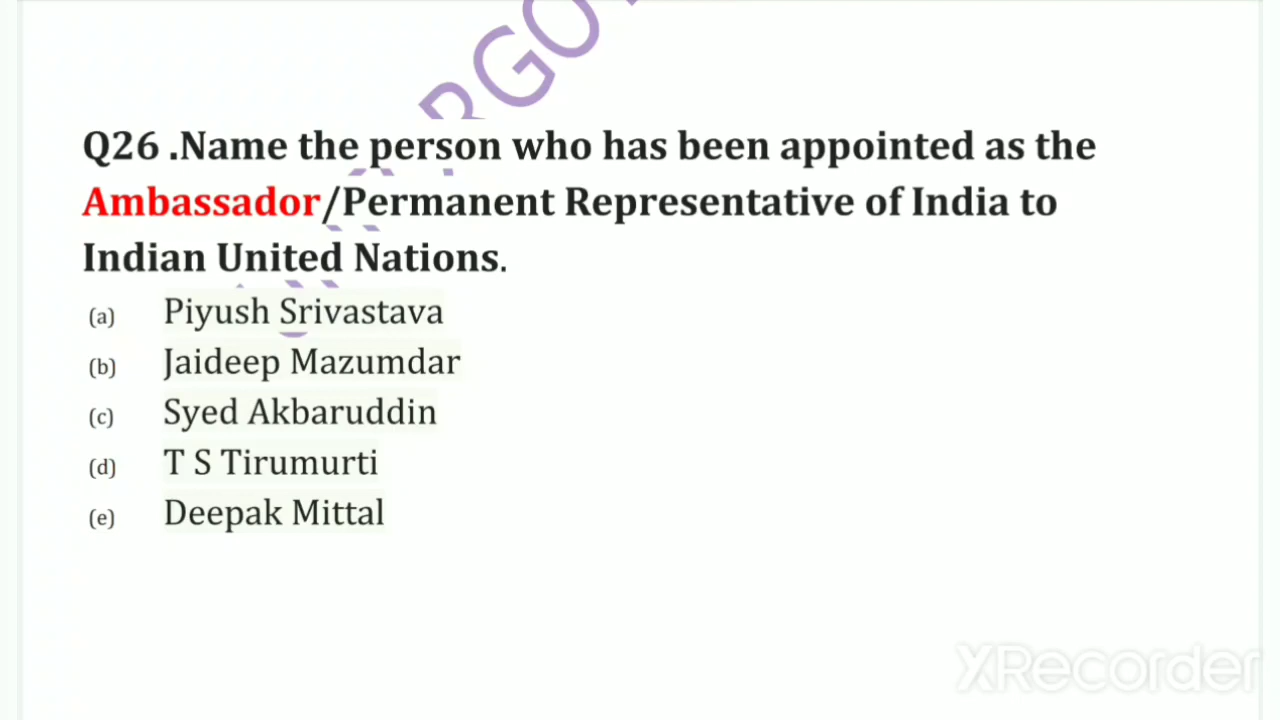 RGO
Q26 .Name the person who has been appointed as the
Ambassador/Permanent Representative of India to
Indian United Nations.
(a) Piyush Srivastava
(b) Jaideep Mazumdar
(c) Syed Akbaruddin
(d) T S Tirumurti
(e) Deepak Mittal
XRecorder